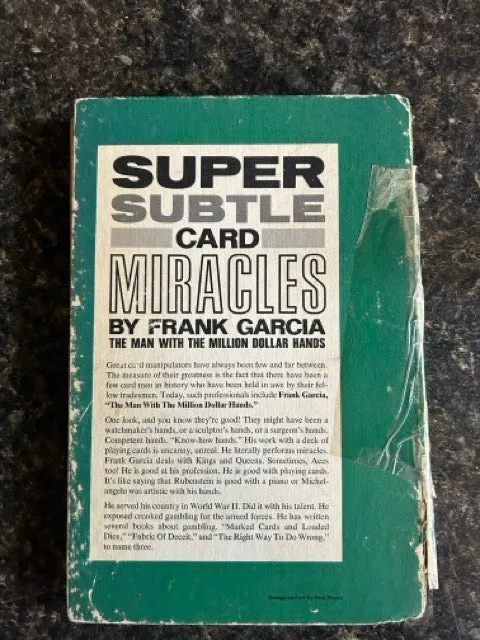 SUPER
SUBTLE
CARD
MIRACLES
BY FRANK GARCIA
THE MAN WITH THE MILLION DOLLAR HANDS
Great card manipulators have always been few and far between.
The measure of their greatness is the fact that there have been a
few card men in history who have been held in awe by their fel-
low tradesmen. Today, such professionals include Frank Garcia,
"The Man With The Million Dollar Hands."
One look, and you know they're good! They might have been a
watchmaker's hands, or a sculptor's hands, or a surgeon's hands.
Competent hands. "Know-how hands." His work with a deck of
playing cards is uncanny, unreal. He literally performs miracles.
Frank Garcia deals with Kings and Queens. Sometimes, Aces
too! He is good at his profession. He is good with playing cards.
It's like saying that Rubenstein is good with a piano or Michel-
angelo was artistic with his hands.
He served his country in World War II. Did it with his talent. He
exposed crooked gambling for the armed forces. He has written
several books about gambling. "Marked Cards and Loaded
Dice," "Fabric Of Deceit," and "The Right Way To Do Wrong,"
to name three.